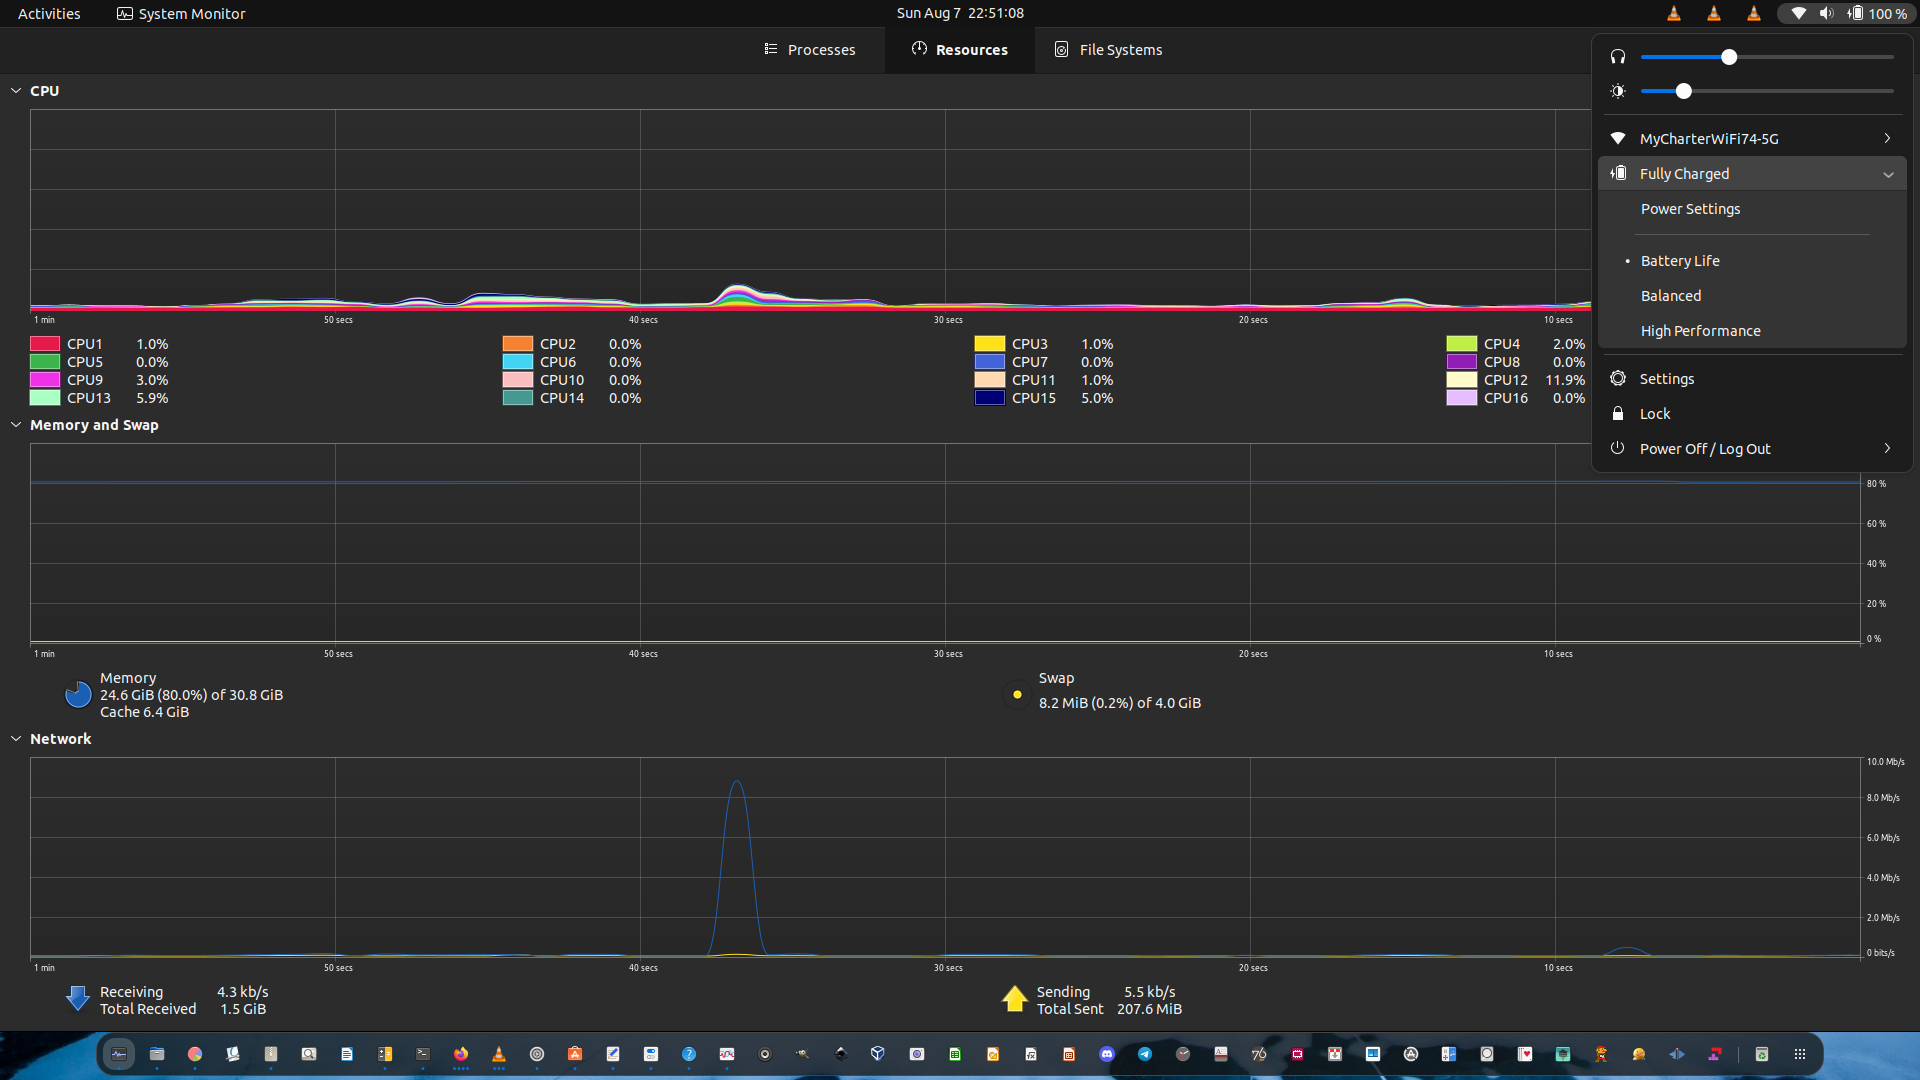 Activities
System Monitor
Sun Aug 7 22:51:08
100 %
Processes
Resources
File Systems
CPU
1 min
50 secs
40 secs
30 secs
20 secs
10 secs
CPU1 1.0%
CPU2 0.0%
CPU3 1.0%
CPU4 2.0%
CPU5 0.0%
CPU6 0.0%
CPU7 0.0%
CPU8 0.0%
CPU9 3.0%
CPU10 0.0%
CPU11 1.0%
CPU12 11.9%
CPU13 5.9%
CPU14 0.0%
CPU15 5.0%
CPU16 0.0%
MyCharterWiFi74-5G
Fully Charged
Power Settings
Battery Life
Balanced
High Performance
Settings
Lock
Power Off / Log Out
Memory and Swap
80 %
60 %
40 %
20 %
0 %
1 min
50 secs
40 secs
30 secs
20 secs
10 secs
Memory
24.6 GiB (80.0%) of 30.8 GiB
Cache 6.4 GiB
Swap
8.2 MiB (0.2%) of 4.0 GiB
Network
10.0 Mb/s
8.0 Mb/s
6.0 Mb/s
4.0 Mb/s
2.0 Mb/s
0 bits/s
1 min
50 secs
40 secs
30 secs
20 secs
10 secs
Receiving 4.3 kb/s
Total Received 1.5 GiB
Sending 5.5 kb/s
Total Sent 207.6 MiB
76